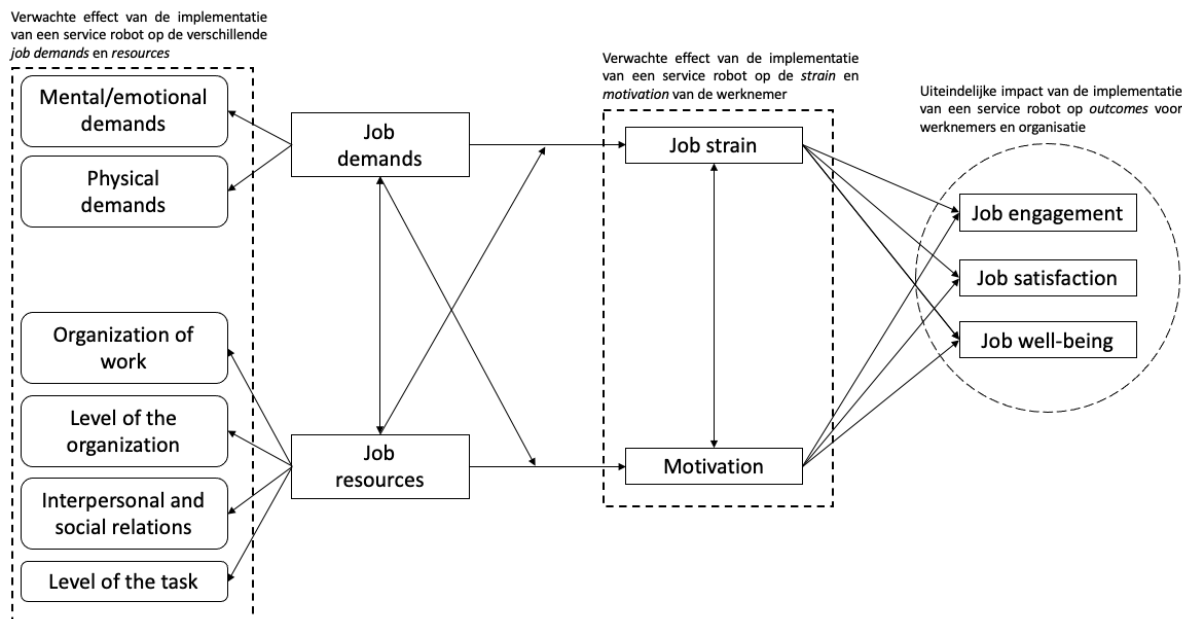 Verwachte effect van de implementatie
van een service robot op de verschillende
job demands en resources
Mental/emotional
demands
Physical
demands
Organization of
work
Level of the
organization
Interpersonal and
social relations
Level of the task
Job
demands
Job
resources
Verwachte effect van de implementatie
van een service robot op de strain en
motivation van de werknemer
Job strain
Motivation
Uiteindelijke impact van de implementatie
van een service robot op outcomes voor
werknemers en organisatie
Job engagement
Job satisfaction
Job well-being